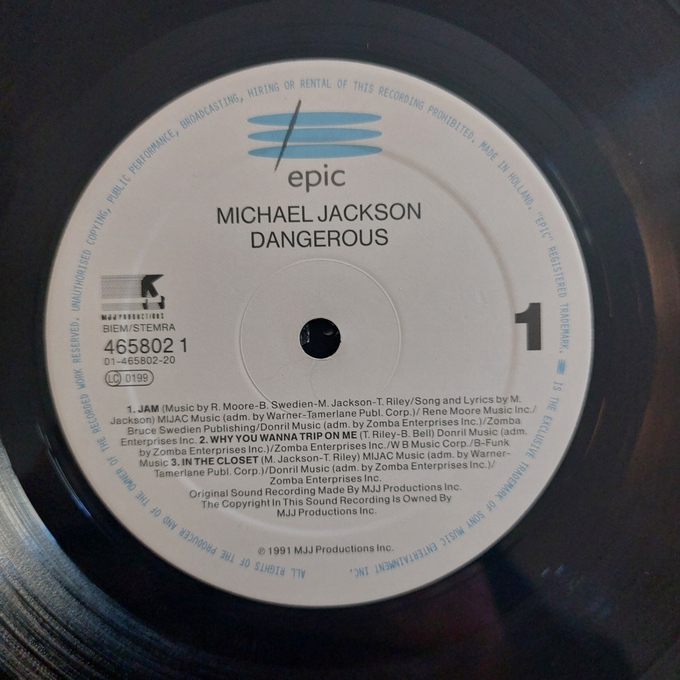 epic
MICHAEL JACKSON
DANGEROUS
MJJ PRODUCTIONS
BIEM/STEMRA
465802 1
01-465802-20
LC 0199
1
1. JAM (Music by R. Moore-B. Swedien-M. Jackson-T. Riley/Song and Lyrics by M.
Jackson) MIJAC Music (adm. by Warner-Tamerlane Publ. Corp.)/ Rene Moore Music Inc./
Bruce Swedien Publishing/Donril Music (adm. by Zomba Enterprises Inc.)/Zomba
Enterprises Inc. 2. WHY YOU WANNA TRIP ON ME (T. Riley-B. Bell) Donril Music (adm.
by Zomba Enterprises Inc.)/Zomba Enterprises Inc./W B Music Corp./B-Funk
Music 3. IN THE CLOSET (M. Jackson-T. Riley) MIJAC Music (adm. by Warner-
Tamerlane Publ. Corp.)/Donril Music (adm. by Zomba Enterprises Inc.)/
Zomba Enterprises Inc.
Original Sound Recording Made By MJJ Productions Inc.
The Copyright In This Sound Recording Is Owned By
MJJ Productions Inc.
℗ 1991 MJJ Productions Inc.
ALL RIGHTS OF THE PRODUCER AND OF THE OWNER OF THE RECORDED WORK RESERVED. UNAUTHORISED COPYING, PUBLIC PERFORMANCE, BROADCASTING, HIRING OR RENTAL OF THIS RECORDING PROHIBITED. MADE IN HOLLAND. "EPIC" REGISTERED TRADEMARK. IS THE EXCLUSIVE TRADEMARK OF SONY MUSIC ENTERTAINMENT INC.